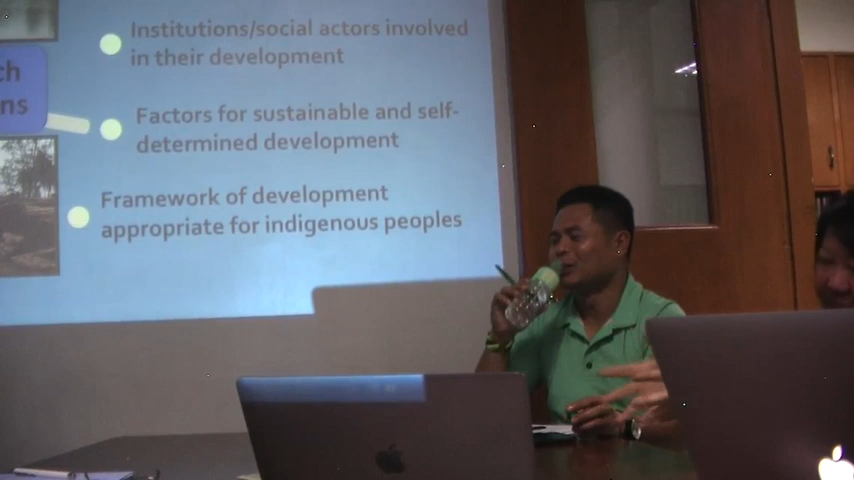 Institutions/social actors involved
in their development
ch
ns
Factors for sustainable and self-
determined development
Framework of development
appropriate for indigenous peoples